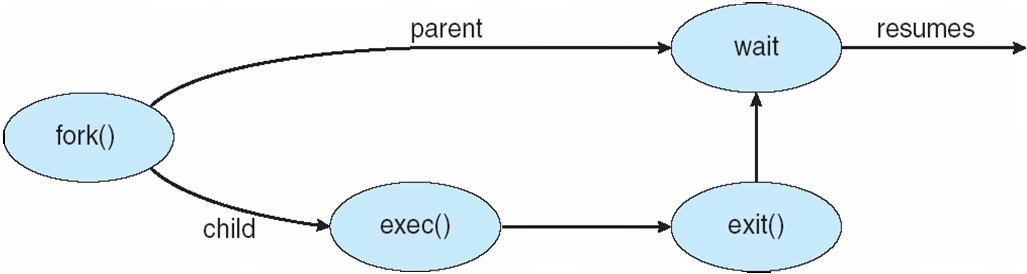 parent
wait
resumes
fork()
child
exec()
exit()